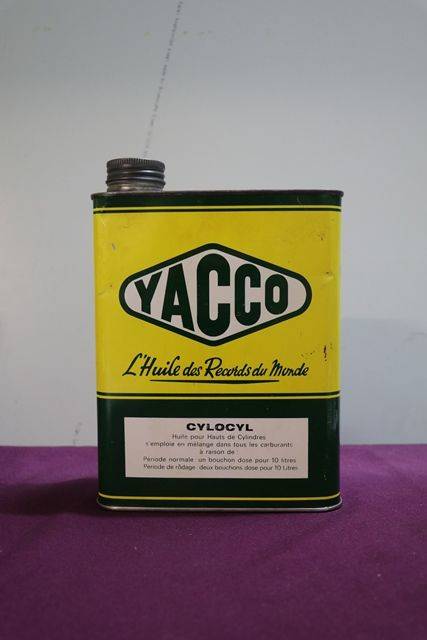 YACCO
L'Huile des Records du Monde
CYLOCYL
Huile pour Hauts de Cylindres
s'emploie en mélange dans tous les carburants
à raison de :
Période normale : un bouchon dose pour 10 litres
Période de rôdage : deux bouchons dose pour 10 Litres